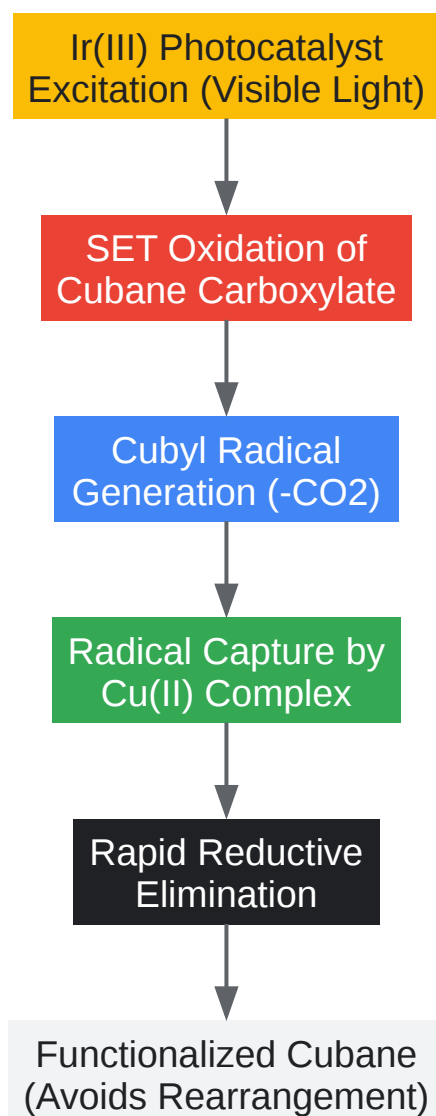 Ir(III) Photocatalyst
Excitation (Visible Light)
SET Oxidation of
Cubane Carboxylate
Cubyl Radical
Generation (-CO2)
Radical Capture by
Cu(II) Complex
Rapid Reductive
Elimination
Functionalized Cubane
(Avoids Rearrangement)